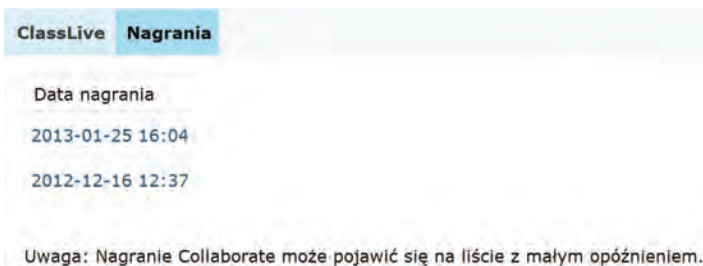 ClassLive Nagrania
Data nagrania
2013-01-25 16:04
2012-12-16 12:37
Uwaga: Nagranie Collaborate może pojawić się na liście z małym opóźnieniem.